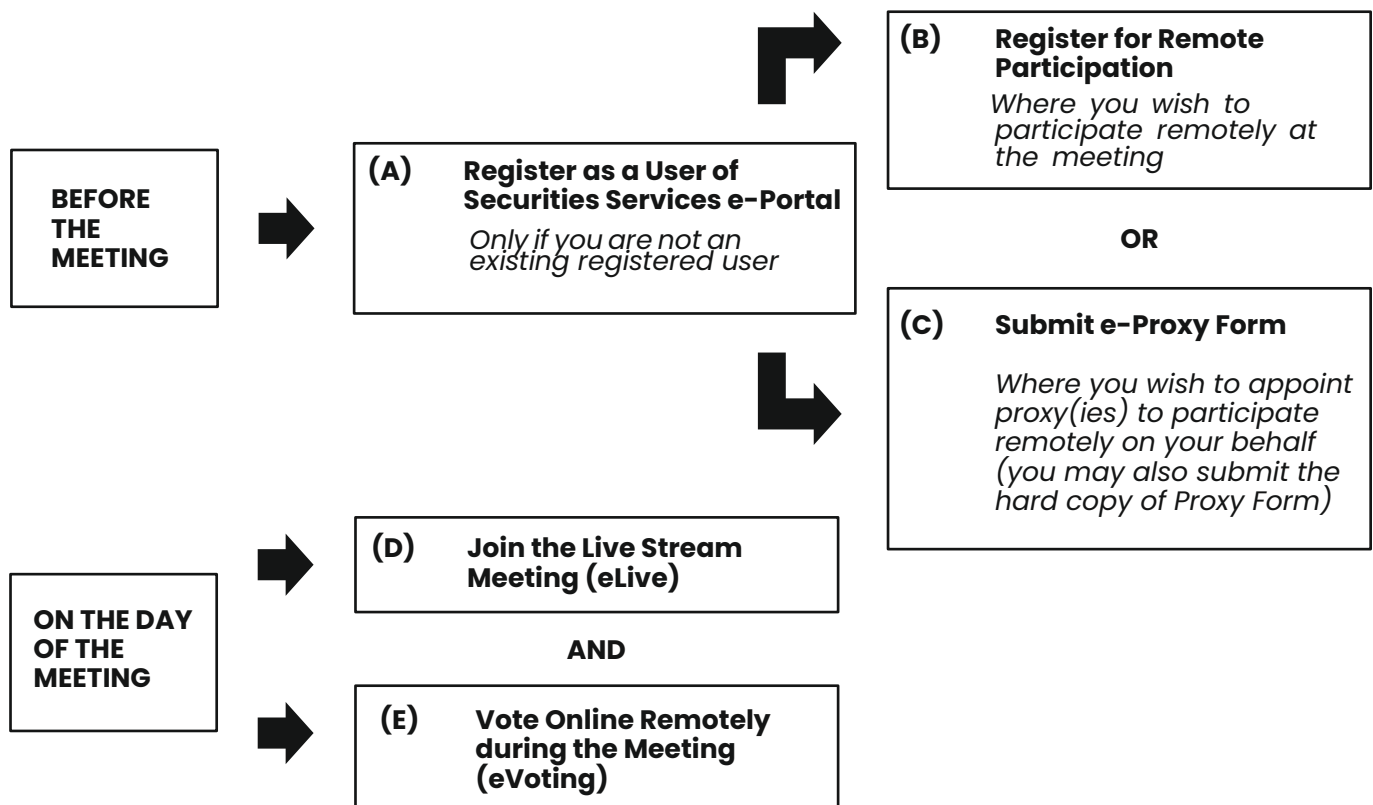 BEFORE
THE
MEETING
(A) Register as a User of
Securities Services e-Portal
Only if you are not an
existing registered user
(B) Register for Remote
Participation
Where you wish to
participate remotely at
the meeting
OR
(C) Submit e-Proxy Form
Where you wish to appoint
proxy(ies) to participate
remotely on your behalf
(you may also submit the
hard copy of Proxy Form)
ON THE DAY
OF THE
MEETING
(D) Join the Live Stream
Meeting (eLive)
AND
(E) Vote Online Remotely
during the Meeting
(eVoting)